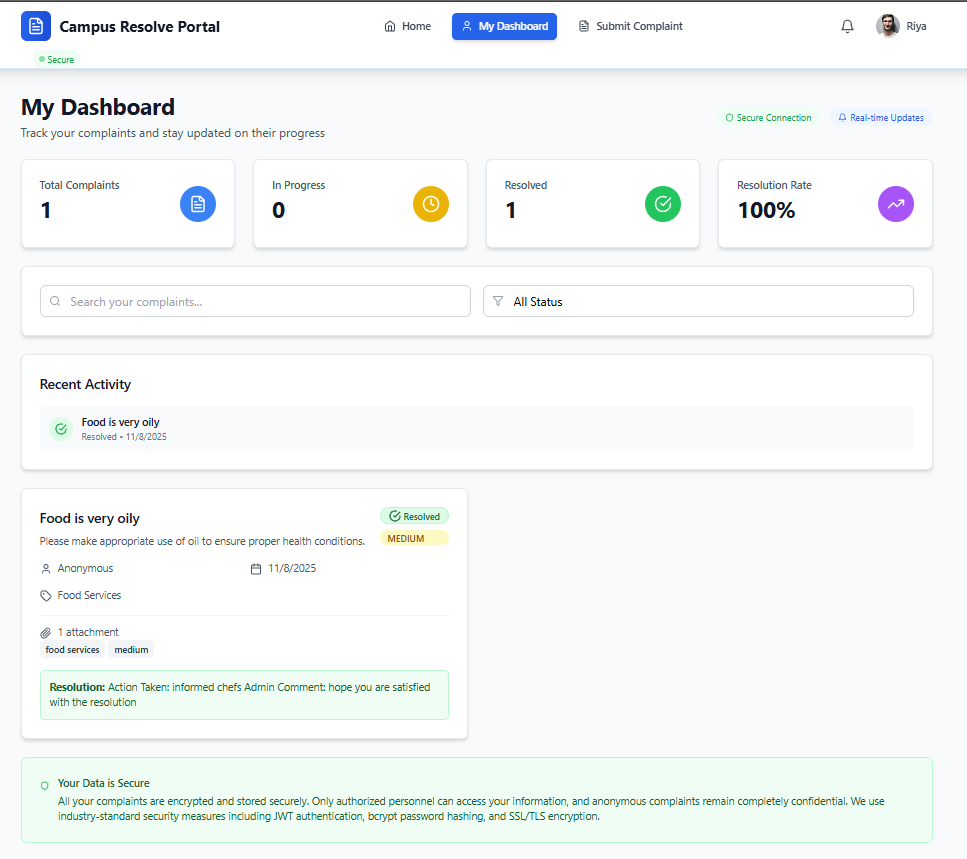 Campus Resolve Portal
Home
My Dashboard
Submit Complaint
Riya
Secure
My Dashboard
Track your complaints and stay updated on their progress
Secure Connection
Real-time Updates
Total Complaints
1
In Progress
0
Resolved
1
Resolution Rate
100%
Search your complaints...
All Status
Recent Activity
Food is very oily
Resolved • 11/8/2025
Food is very oily
Resolved
Please make appropriate use of oil to ensure proper health conditions.
MEDIUM
Anonymous
11/8/2025
Food Services
1 attachment
food services
medium
Resolution: Action Taken: informed chefs Admin Comment: hope you are satisfied
with the resolution
Your Data is Secure
All your complaints are encrypted and stored securely. Only authorized personnel can access your information, and anonymous complaints remain completely confidential. We use
industry-standard security measures including JWT authentication, bcrypt password hashing, and SSL/TLS encryption.